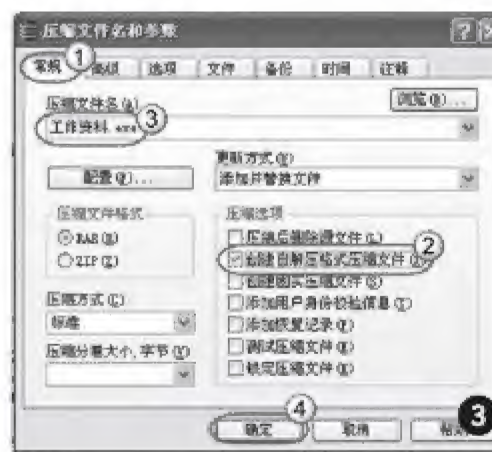 压缩文件名和参数
常规 高级 选项 文件 备份 时间 注释
①
压缩文件名(A)
浏览(B)...
工作资料.exe
③
更新方式(U)
配置(F)...
添加并替换文件
压缩文件格式
压缩选项
RAR(R)
压缩后删除源文件(L)
②
ZIP(Z)
创建自解压格式压缩文件(X)
创建固实压缩文件(S)
压缩方式(C)
添加用户身份校验信息(T)
标准
添加恢复记录(E)
压缩分卷大小,字节(V)
测试压缩文件(T)
锁定压缩文件(K)
④
3
确定 取消